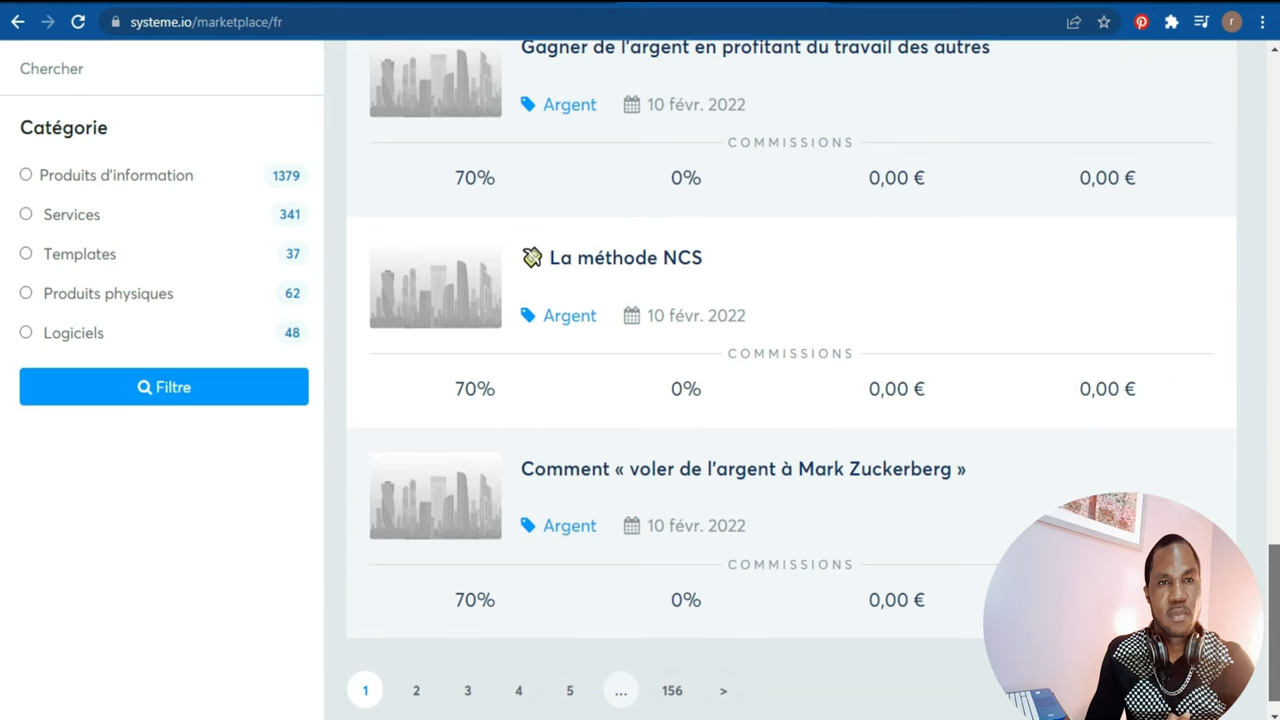 systeme.io/marketplace/fr
r
Chercher
Catégorie
Produits d'information 1379
Services 341
Templates 37
Produits physiques 62
Logiciels 48
Filtre
Gagner de l'argent en profitant du travail des autres
Argent 10 févr. 2022
COMMISSIONS
70% 0% 0,00 € 0,00 €
La méthode NCS
Argent 10 févr. 2022
COMMISSIONS
70% 0% 0,00 € 0,00 €
Comment « voler de l'argent à Mark Zuckerberg »
Argent 10 févr. 2022
COMMISSIONS
70% 0% 0,00 €
1 2 3 4 5 ... 156 >